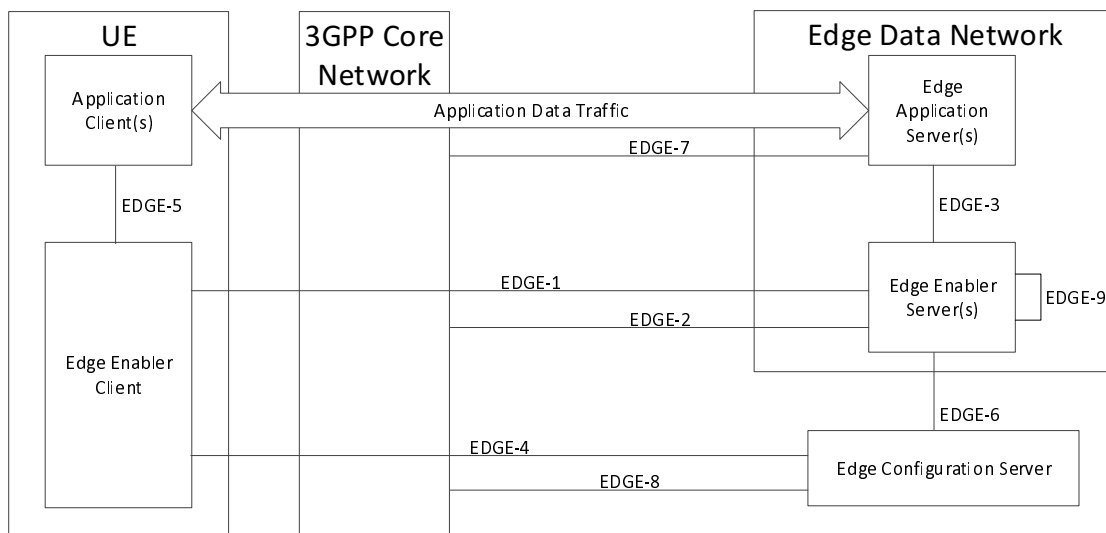 UE
3GPP Core
Network
Edge Data Network
Application
Client(s)
Application Data Traffic
Edge
Application
Server(s)
EDGE-7
EDGE-5
EDGE-3
EDGE-1
Edge Enabler
Server(s)
EDGE-9
EDGE-2
Edge Enabler
Client
EDGE-6
EDGE-4
Edge Configuration Server
EDGE-8